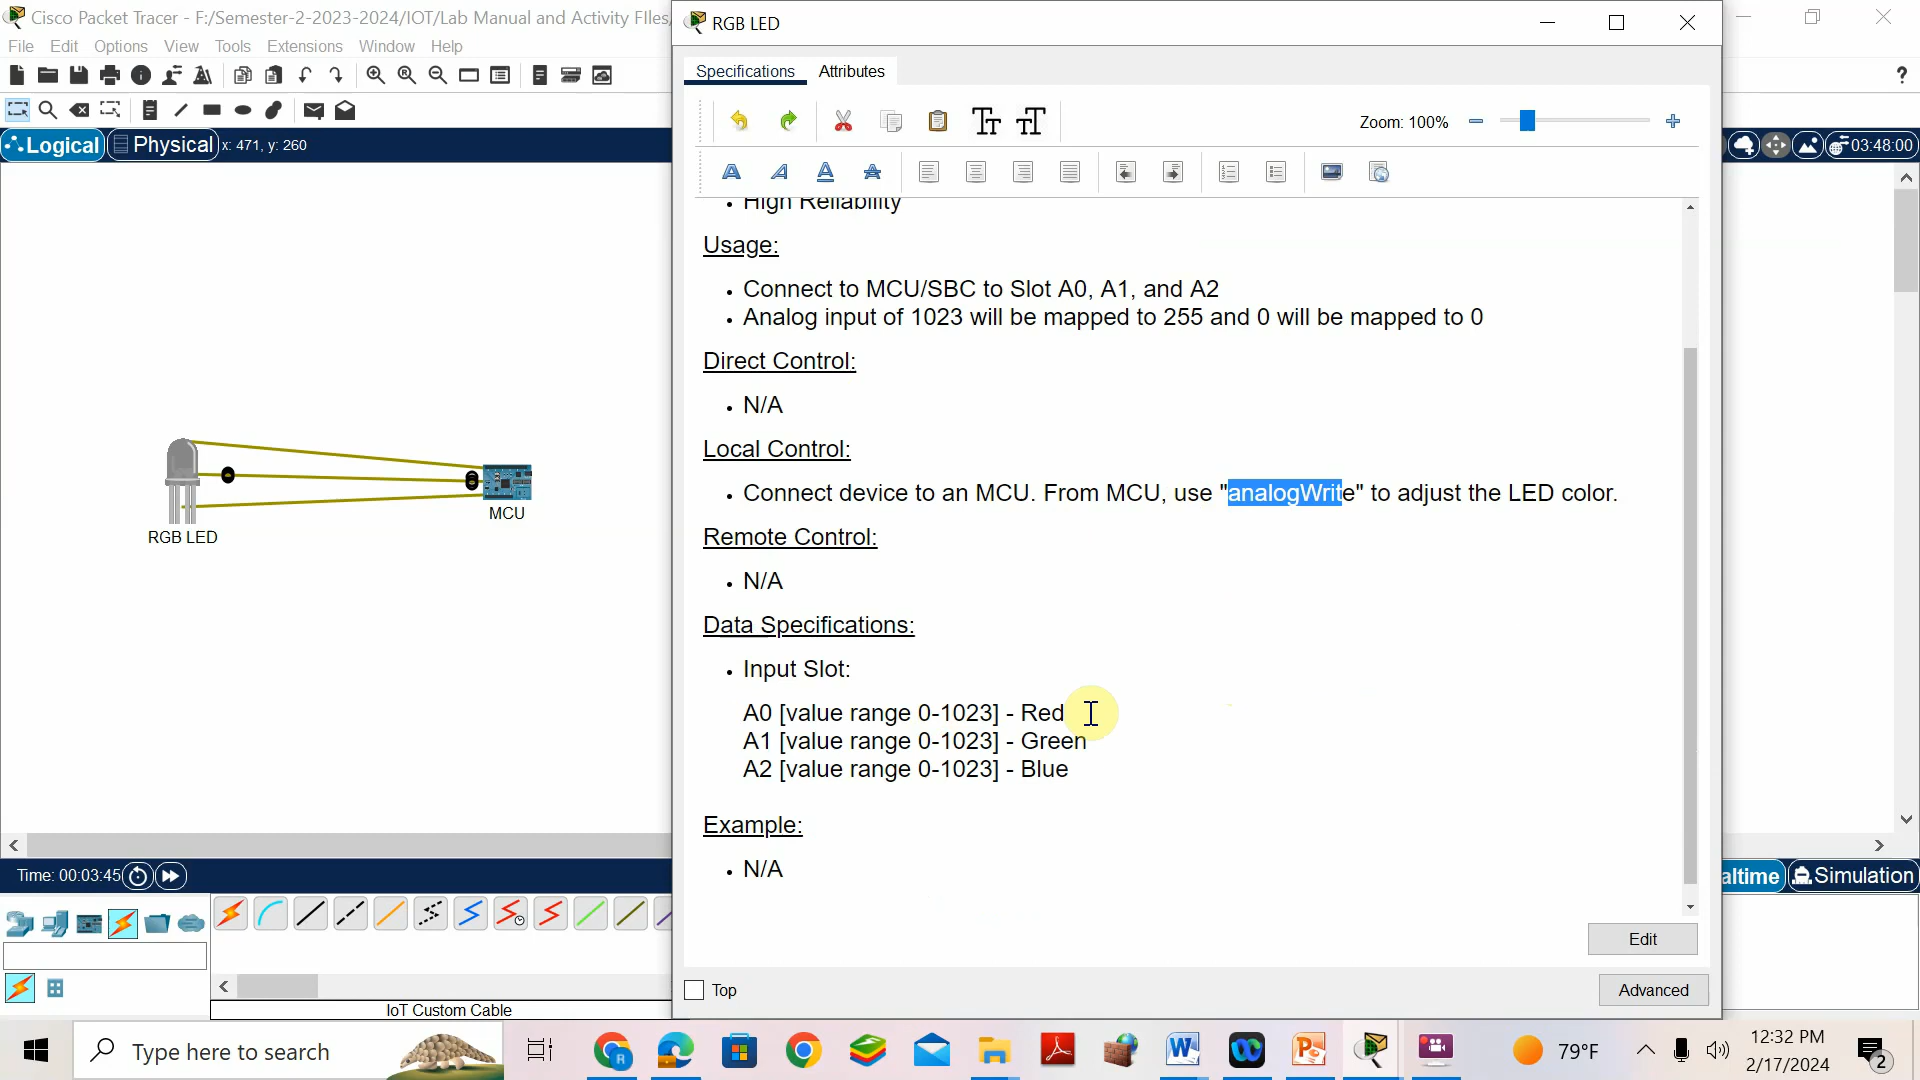 Cisco Packet Tracer - F:/Semester-2-2023-2024/IOT/Lab Manual and Activity FIles/
File Edit Options View Tools Extensions Window Help
Logical
Physical
x: 471, y: 260
RGB LED
MCU
RGB LED
Specifications
Attributes
Zoom: 100%
High Reliability
Usage:
Connect to MCU/SBC to Slot A0, A1, and A2
Analog input of 1023 will be mapped to 255 and 0 will be mapped to 0
Direct Control:
N/A
Local Control:
Connect device to an MCU. From MCU, use "analogWrite" to adjust the LED color.
Remote Control:
N/A
Data Specifications:
Input Slot:
A0 [value range 0-1023] - Red
A1 [value range 0-1023] - Green
A2 [value range 0-1023] - Blue
Example:
N/A
Edit
Top
Advanced
03:48:00
Time: 00:03:45
altime
Simulation
IoT Custom Cable
Type here to search
79°F
12:32 PM
2/17/2024
2